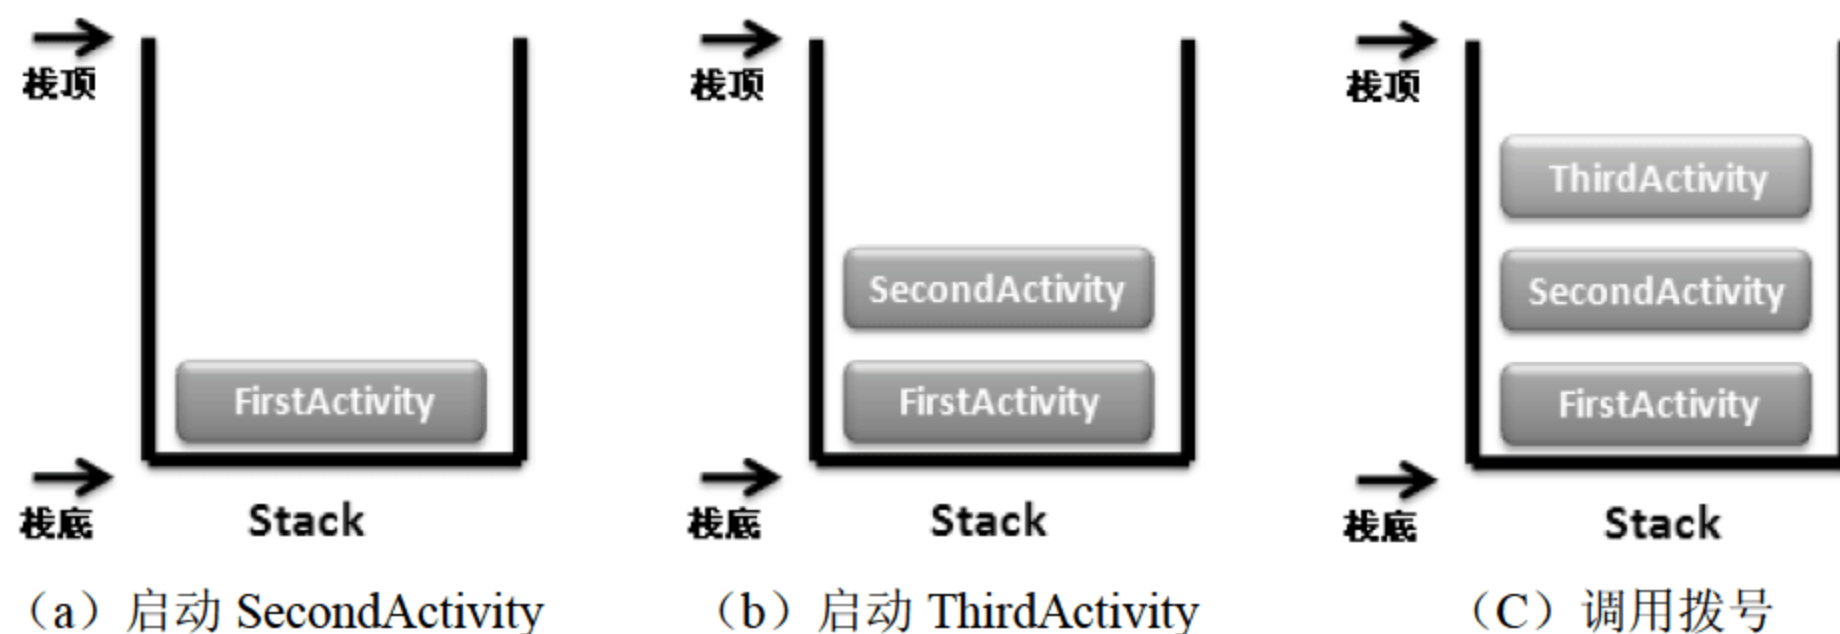 栈顶
FirstActivity
栈底
Stack
（a）启动 SecondActivity
栈顶
SecondActivity
FirstActivity
栈底
Stack
（b）启动 ThirdActivity
栈顶
ThirdActivity
SecondActivity
FirstActivity
栈底
Stack
（C）调用拨号